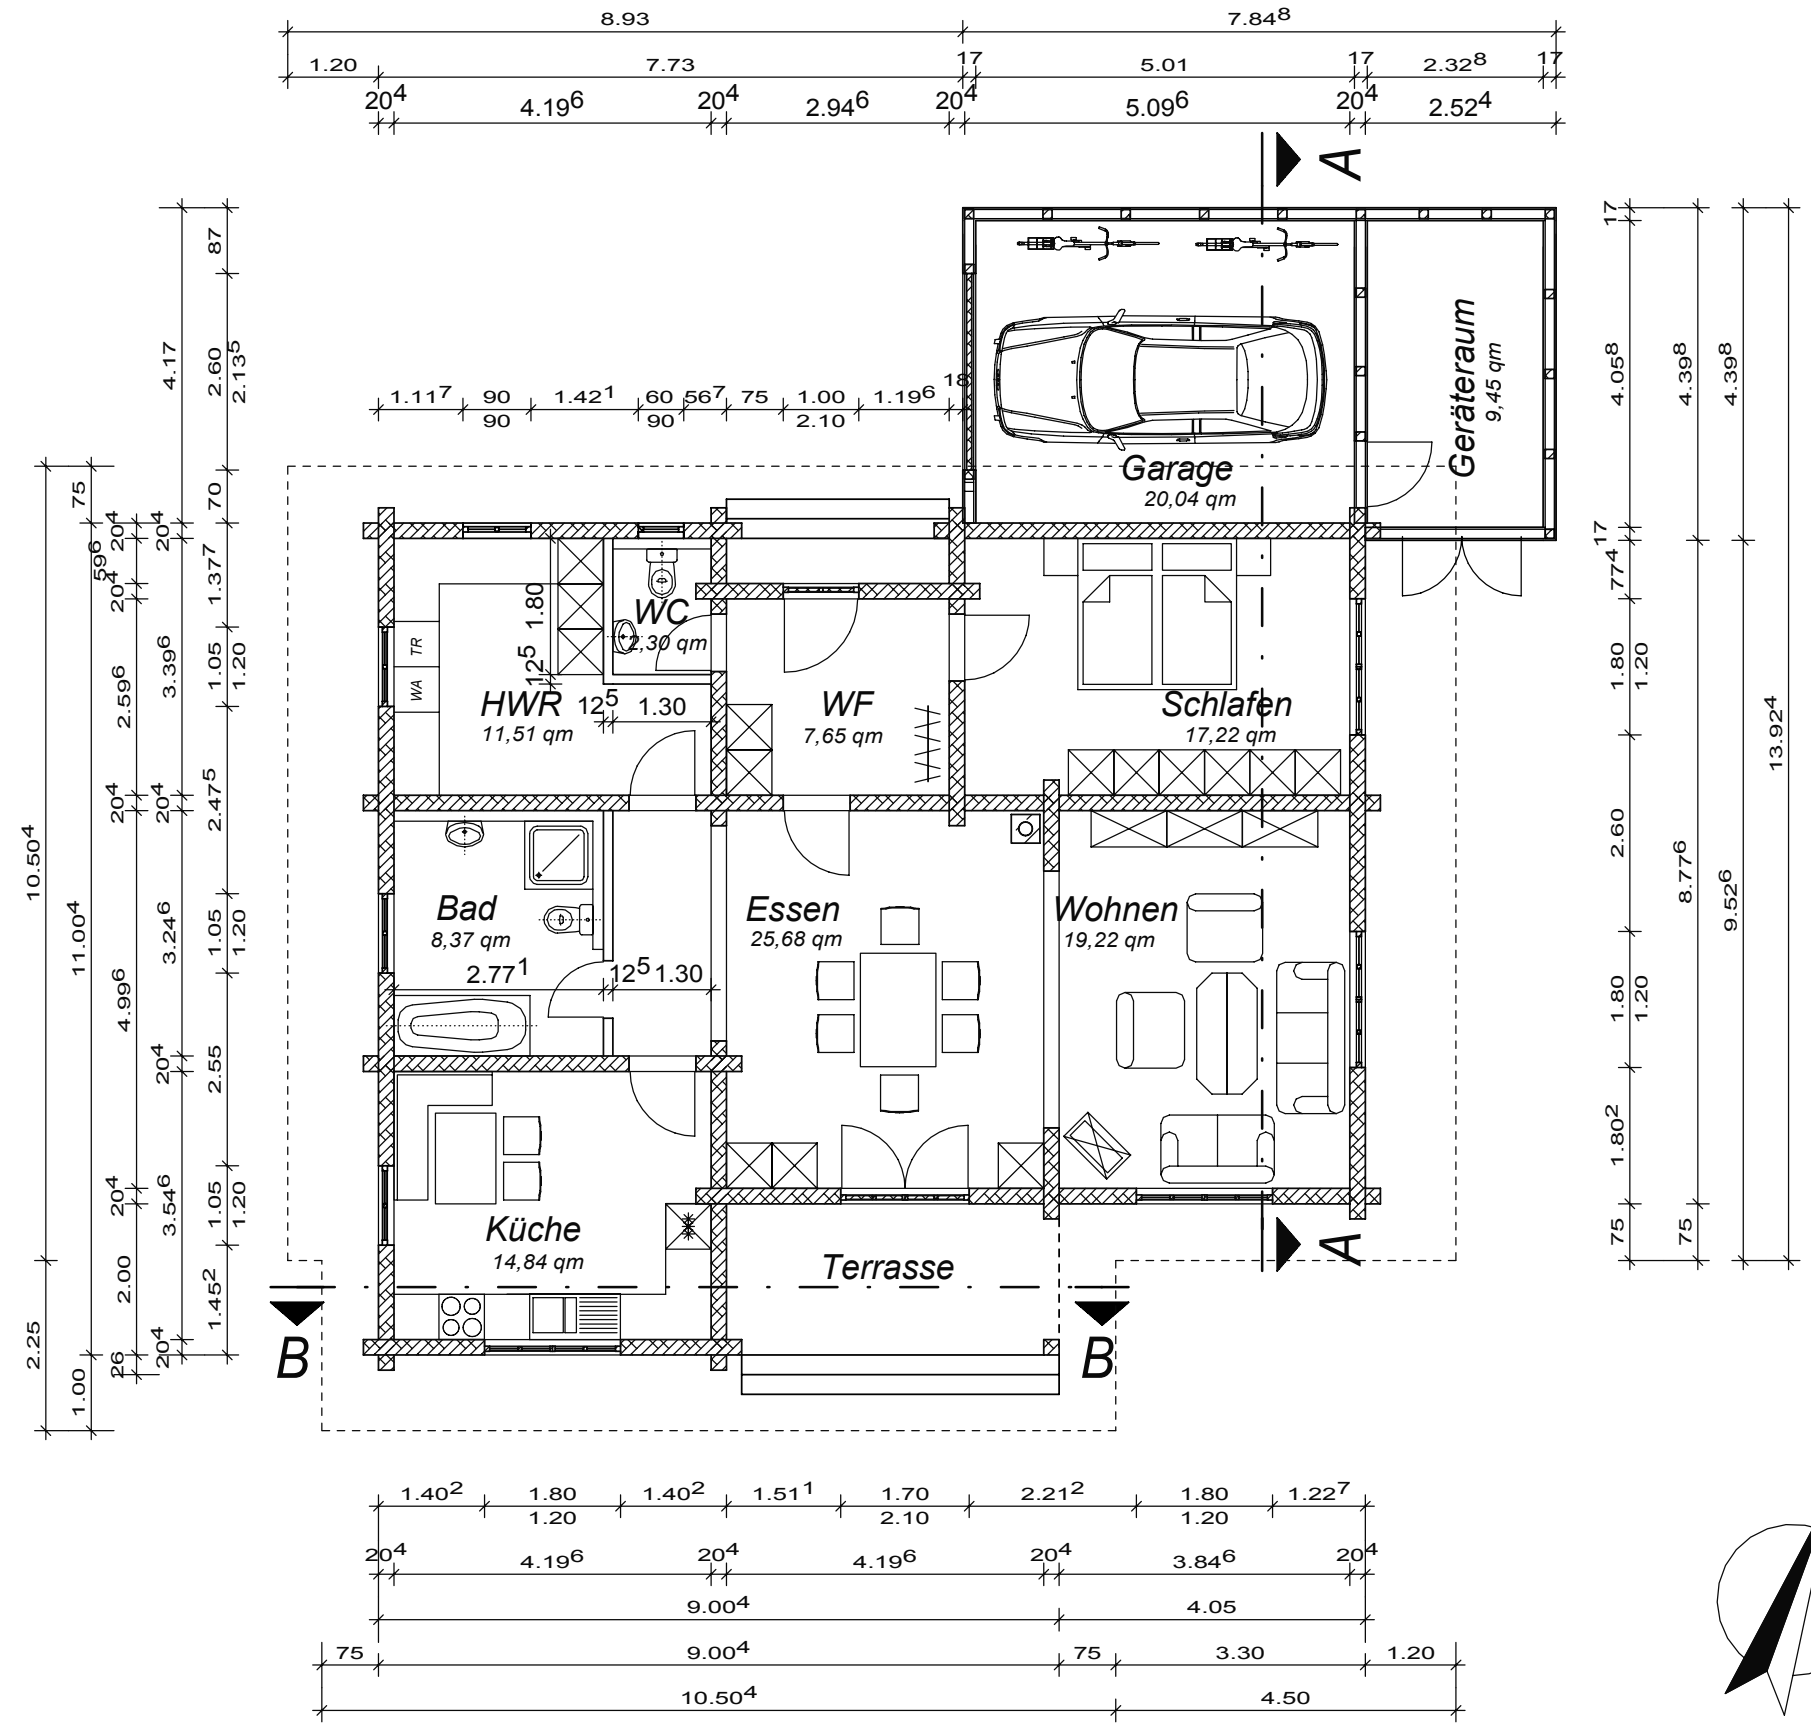 8.93 7.84⁸
1.20 7.73 17 5.01 17 2.32⁸ 17
20⁴ 4.19⁶ 20⁴ 2.94⁶ 20⁴ 5.09⁶ 20⁴ 2.52⁴
A
1.11⁷ 90 1.42¹ 60 56⁷ 75 1.00 1.19⁶ 18
90 90 2.10
Garage
20,04 qm
Geräteraum
9,45 qm
WC
2,30 qm
1.80
12⁵
TR
WA
HWR
11,51 qm
12⁵ 1.30
WF
7,65 qm
Schlafen
17,22 qm
Bad
8,37 qm
2.77¹ 12⁵ 1.30
Essen
25,68 qm
Wohnen
19,22 qm
Küche
14,84 qm
Terrasse
A
B
B
10.50⁴
2.25
75
11.00⁴
1.00
59⁶
20⁴
20⁴
2.59⁶
20⁴
20⁴
4.99⁶
20⁴
2.00
26
4.17
20⁴
3.39⁶
20⁴
3.24⁶
20⁴
3.54⁶
20⁴
87
2.60
2.13⁵
70
1.37⁷
1.05
1.20
2.47⁵
1.05
1.20
2.55
1.05
1.20
1.45²
17
4.05⁸
17
77⁴
1.80
1.20
2.60
1.80
1.20
1.80²
75
4.39⁸
8.77⁶
75
4.39⁸
9.52⁶
13.92⁴
1.40² 1.80 1.40² 1.51¹ 1.70 2.21² 1.80 1.22⁷
1.20 2.10 1.20
20⁴ 4.19⁶ 20⁴ 4.19⁶ 20⁴ 3.84⁶ 20⁴
9.00⁴ 4.05
75 9.00⁴ 75 3.30 1.20
10.50⁴ 4.50